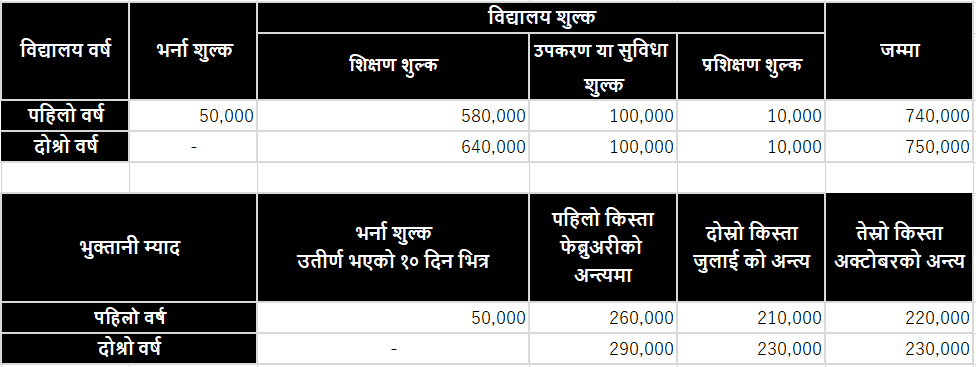 विद्यालय वर्ष भर्ना शुल्क विद्यालय शुल्क जम्मा
शिक्षण शुल्क उपकरण या सुविधा शुल्क प्रशिक्षण शुल्क
पहिलो वर्ष 50,000 580,000 100,000 10,000 740,000
दोश्रो वर्ष - 640,000 100,000 10,000 750,000
भुक्तानी म्याद भर्ना शुल्क उतीर्ण भएको १० दिन भित्र पहिलो किस्ता फेब्रुअरीको अन्त्यमा दोस्रो किस्ता जुलाई को अन्त्य तेस्रो किस्ता अक्टोबरको अन्त्य
पहिलो वर्ष 50,000 260,000 210,000 220,000
दोश्रो वर्ष - 290,000 230,000 230,000